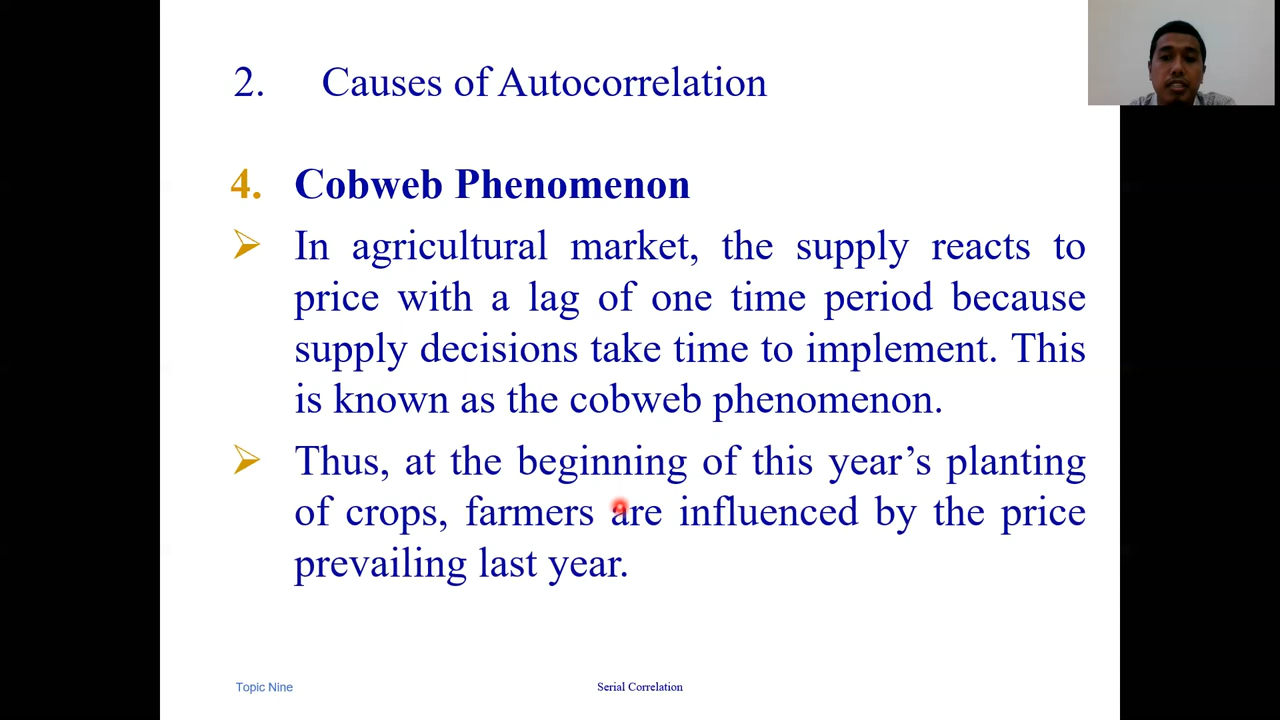 2. Causes of Autocorrelation
4. Cobweb Phenomenon
➢ In agricultural market, the supply reacts to
price with a lag of one time period because
supply decisions take time to implement. This
is known as the cobweb phenomenon.
➢ Thus, at the beginning of this year’s planting
of crops, farmers are influenced by the price
prevailing last year.
Topic Nine
Serial Correlation